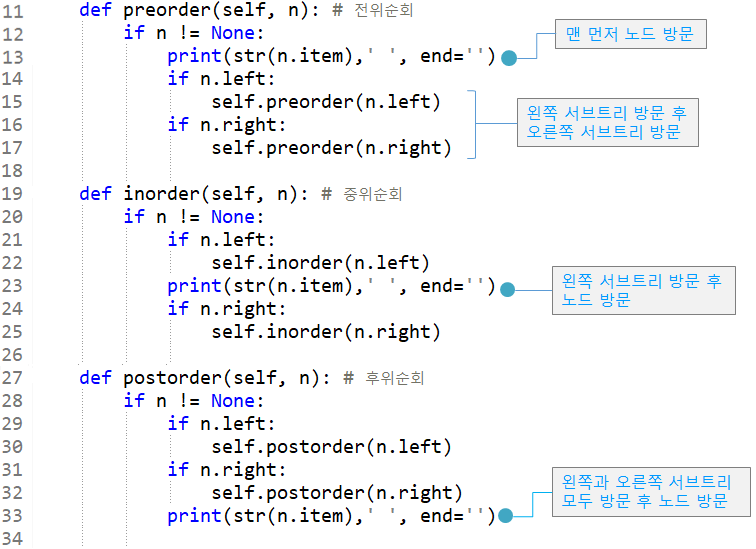 11 def preorder(self, n): # 전위순회
12 if n != None:
13 print(str(n.item),' ', end='')
맨 먼저 노드 방문
14 if n.left:
15 self.preorder(n.left)
16 if n.right:
17 self.preorder(n.right)
왼쪽 서브트리 방문 후
오른쪽 서브트리 방문
18
19 def inorder(self, n): # 중위순회
20 if n != None:
21 if n.left:
22 self.inorder(n.left)
23 print(str(n.item),' ', end='')
왼쪽 서브트리 방문 후
노드 방문
24 if n.right:
25 self.inorder(n.right)
26
27 def postorder(self, n): # 후위순회
28 if n != None:
29 if n.left:
30 self.postorder(n.left)
31 if n.right:
32 self.postorder(n.right)
33 print(str(n.item),' ', end='')
왼쪽과 오른쪽 서브트리
모두 방문 후 노드 방문
34